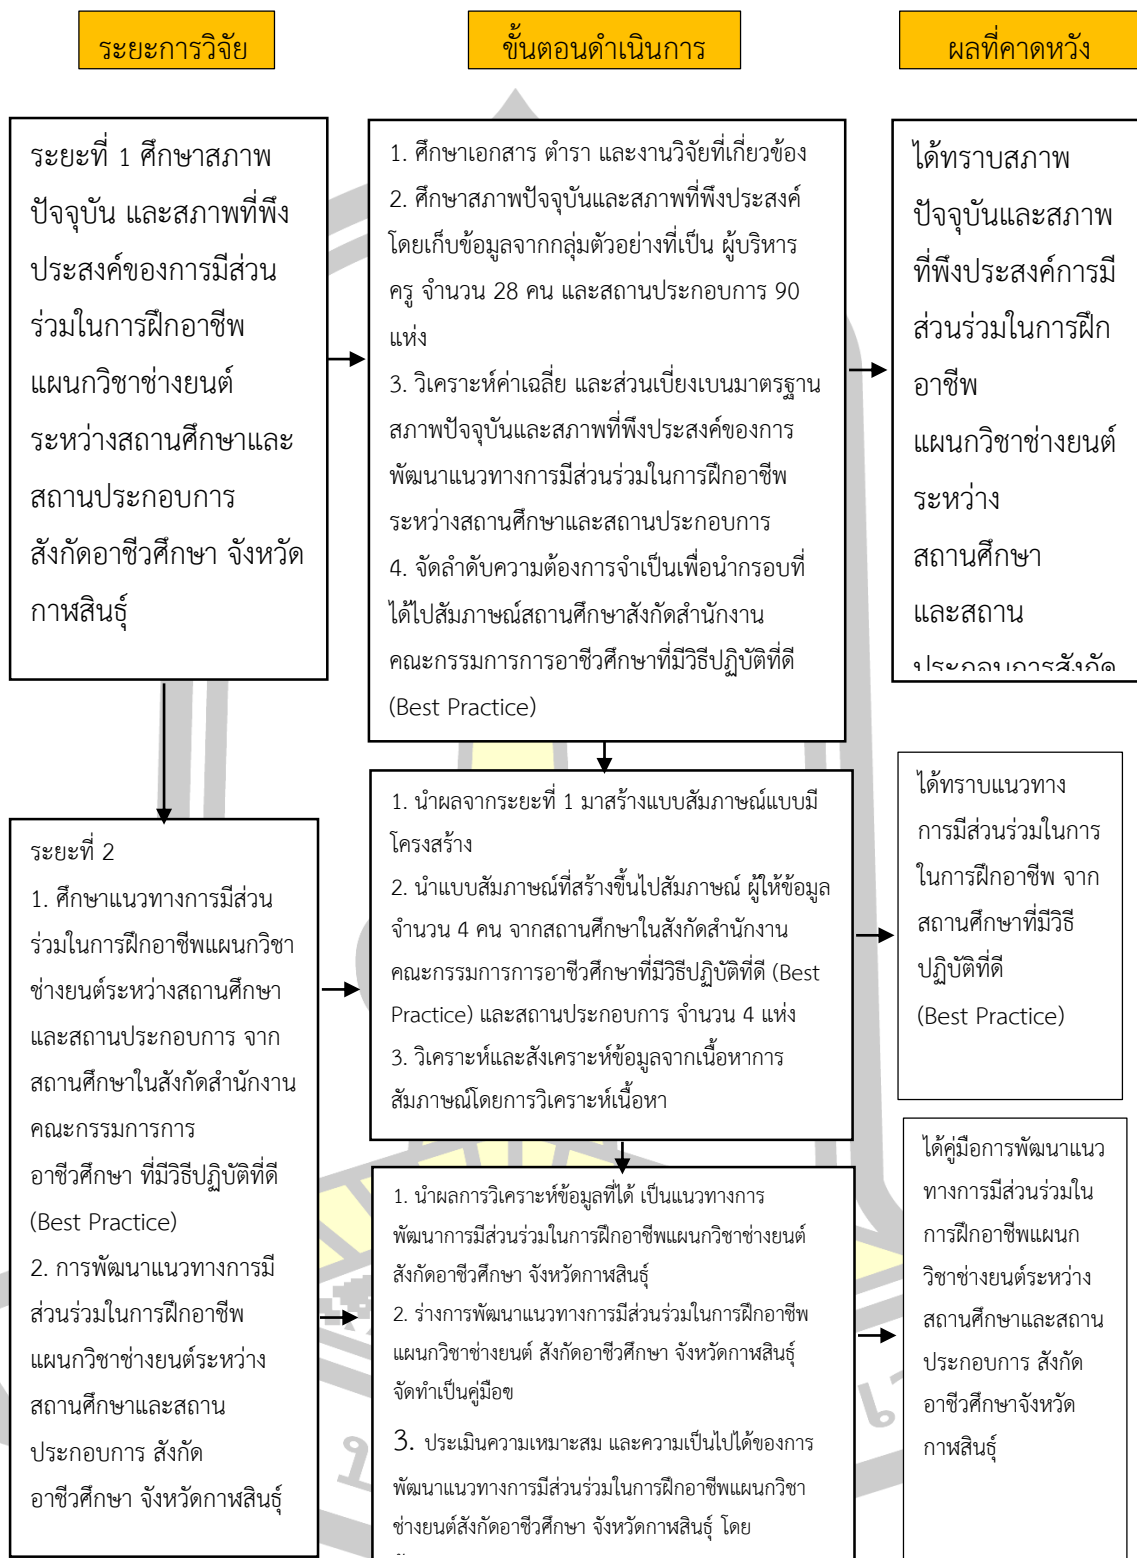 ระยะการวิจัย
ขั้นตอนดำเนินการ
ผลที่คาดหวัง
ระยะที่ 1 ศึกษาสภาพ
ปัจจุบัน และสภาพที่พึง
ประสงค์ของการมีส่วน
ร่วมในการฝึกอาชีพ
แผนกวิชาช่างยนต์
ระหว่างสถานศึกษาและ
สถานประกอบการ
สังกัดอาชีวศึกษา จังหวัด
กาฬสินธุ์
1. ศึกษาเอกสาร ตำรา และงานวิจัยที่เกี่ยวข้อง
2. ศึกษาสภาพปัจจุบันและสภาพที่พึงประสงค์
โดยเก็บข้อมูลจากกลุ่มตัวอย่างที่เป็น ผู้บริหาร
ครู จำนวน 28 คน และสถานประกอบการ 90
แห่ง
3. วิเคราะห์ค่าเฉลี่ย และส่วนเบี่ยงเบนมาตรฐาน
สภาพปัจจุบันและสภาพที่พึงประสงค์ของการ
พัฒนาแนวทางการมีส่วนร่วมในการฝึกอาชีพ
ระหว่างสถานศึกษาและสถานประกอบการ
4. จัดลำดับความต้องการจำเป็นเพื่อนำกรอบที่
ได้ไปสัมภาษณ์สถานศึกษาสังกัดสำนักงาน
คณะกรรมการการอาชีวศึกษาที่มีวิธีปฏิบัติที่ดี
(Best Practice)
ได้ทราบสภาพ
ปัจจุบันและสภาพ
ที่พึงประสงค์การมี
ส่วนร่วมในการฝึก
อาชีพ
แผนกวิชาช่างยนต์
ระหว่าง
สถานศึกษา
และสถาน
ประกอบการสังกัด
ระยะที่ 2
1. ศึกษาแนวทางการมีส่วน
ร่วมในการฝึกอาชีพแผนกวิชา
ช่างยนต์ระหว่างสถานศึกษา
และสถานประกอบการ จาก
สถานศึกษาในสังกัดสำนักงาน
คณะกรรมการการ
อาชีวศึกษา ที่มีวิธีปฏิบัติที่ดี
(Best Practice)
2. การพัฒนาแนวทางการมี
ส่วนร่วมในการฝึกอาชีพ
แผนกวิชาช่างยนต์ระหว่าง
สถานศึกษาและสถาน
ประกอบการ สังกัด
อาชีวศึกษา จังหวัดกาฬสินธุ์
1. นำผลจากระยะที่ 1 มาสร้างแบบสัมภาษณ์แบบมี
โครงสร้าง
2. นำแบบสัมภาษณ์ที่สร้างขึ้นไปสัมภาษณ์ ผู้ให้ข้อมูล
จำนวน 4 คน จากสถานศึกษาในสังกัดสำนักงาน
คณะกรรมการการอาชีวศึกษาที่มีวิธีปฏิบัติที่ดี (Best
Practice) และสถานประกอบการ จำนวน 4 แห่ง
3. วิเคราะห์และสังเคราะห์ข้อมูลจากเนื้อหาการ
สัมภาษณ์โดยการวิเคราะห์เนื้อหา
ได้ทราบแนวทาง
การมีส่วนร่วมในการ
ในการฝึกอาชีพ จาก
สถานศึกษาที่มีวิธี
ปฏิบัติที่ดี
(Best Practice)
1. นำผลการวิเคราะห์ข้อมูลที่ได้ เป็นแนวทางการ
พัฒนาการมีส่วนร่วมในการฝึกอาชีพแผนกวิชาช่างยนต์
สังกัดอาชีวศึกษา จังหวัดกาฬสินธุ์
2. ร่างการพัฒนาแนวทางการมีส่วนร่วมในการฝึกอาชีพ
แผนกวิชาช่างยนต์ สังกัดอาชีวศึกษา จังหวัดกาฬสินธุ์
จัดทำเป็นคู่มือฃ
3. ประเมินความเหมาะสม และความเป็นไปได้ของการ
พัฒนาแนวทางการมีส่วนร่วมในการฝึกอาชีพแผนกวิชา
ช่างยนต์สังกัดอาชีวศึกษา จังหวัดกาฬสินธุ์ โดย
ได้คู่มือการพัฒนาแนว
ทางการมีส่วนร่วมใน
การฝึกอาชีพแผนก
วิชาช่างยนต์ระหว่าง
สถานศึกษาและสถาน
ประกอบการ สังกัด
อาชีวศึกษาจังหวัด
กาฬสินธุ์